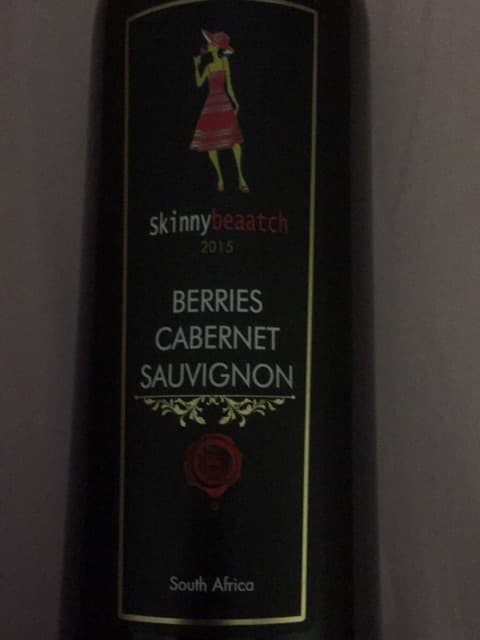 skinnybeaatch
2015
BERRIES
CABERNET
SAUVIGNON
South Africa